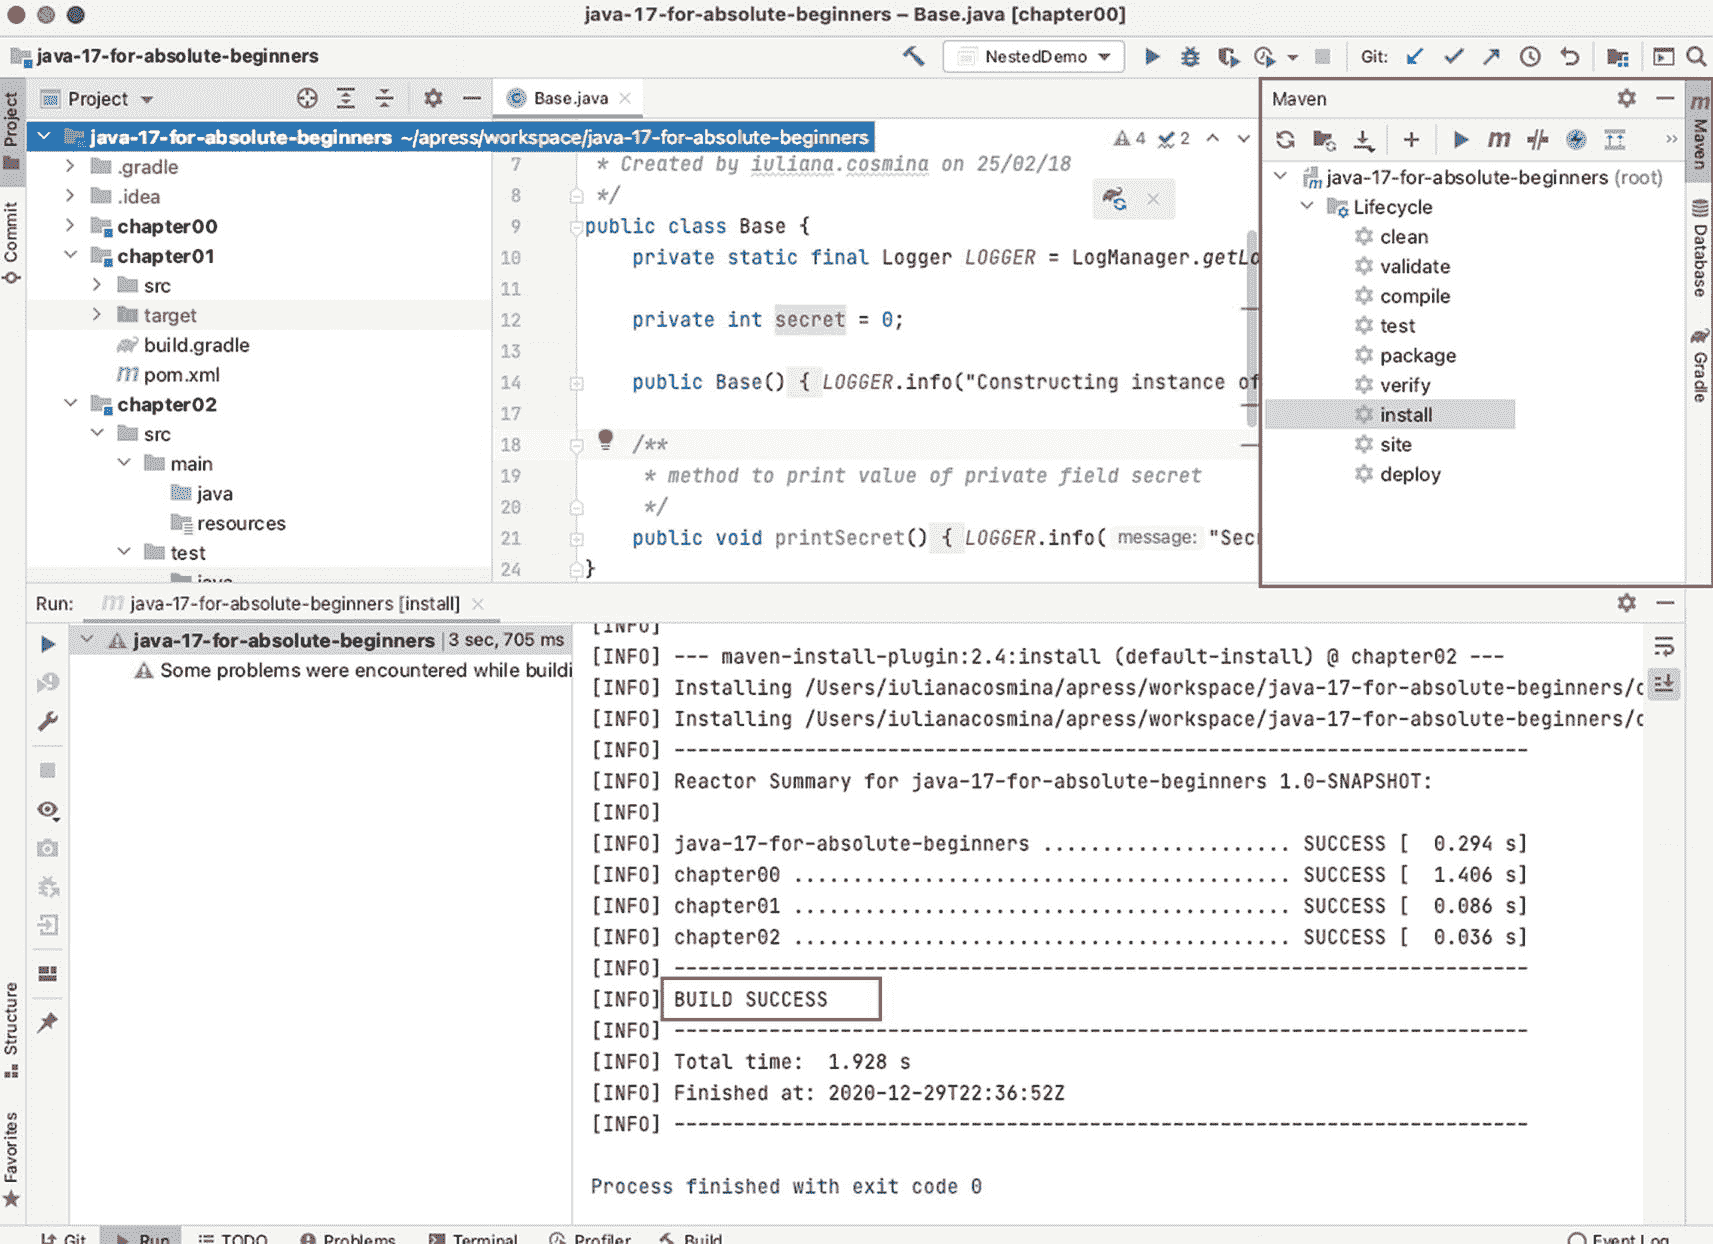 java-17-for-absolute-beginners – Base.java [chapter00]
java-17-for-absolute-beginners
NestedDemo
Git:
Project
Base.java
Maven
Project
Commit
Structure
Favorites
java-17-for-absolute-beginners ~/apress/workspace/java-17-for-absolute-beginners
.gradle
.idea
chapter00
chapter01
src
target
build.gradle
pom.xml
chapter02
src
main
java
resources
test
java
4 2
7 * Created by iuliana.cosmina on 25/02/18
8 */
9 public class Base {
10 private static final Logger LOGGER = LogManager.getLo
11
12 private int secret = 0;
13
14 public Base() { LOGGER.info("Constructing instance of
17
18 /**
19 * method to print value of private field secret
20 */
21 public void printSecret() { LOGGER.info( message: "Secr
24 }
java-17-for-absolute-beginners (root)
Lifecycle
clean
validate
compile
test
package
verify
install
site
deploy
m Maven
Database
Gradle
Run: java-17-for-absolute-beginners [install]
java-17-for-absolute-beginners 3 sec, 705 ms
Some problems were encountered while buildi
[INFO]
[INFO] --- maven-install-plugin:2.4:install (default-install) @ chapter02 ---
[INFO] Installing /Users/iulianacosmina/apress/workspace/java-17-for-absolute-beginners/c
[INFO] Installing /Users/iulianacosmina/apress/workspace/java-17-for-absolute-beginners/c
[INFO] ------------------------------------------------------------------------
[INFO] Reactor Summary for java-17-for-absolute-beginners 1.0-SNAPSHOT:
[INFO]
[INFO] java-17-for-absolute-beginners ..................... SUCCESS [  0.294 s]
[INFO] chapter00 .......................................... SUCCESS [  1.406 s]
[INFO] chapter01 .......................................... SUCCESS [  0.086 s]
[INFO] chapter02 .......................................... SUCCESS [  0.036 s]
[INFO] ------------------------------------------------------------------------
[INFO] BUILD SUCCESS
[INFO] ------------------------------------------------------------------------
[INFO] Total time:  1.928 s
[INFO] Finished at: 2020-12-29T22:36:52Z
[INFO] ------------------------------------------------------------------------
Process finished with exit code 0
Git Run TODO Problems Terminal Profiler Build Event Log